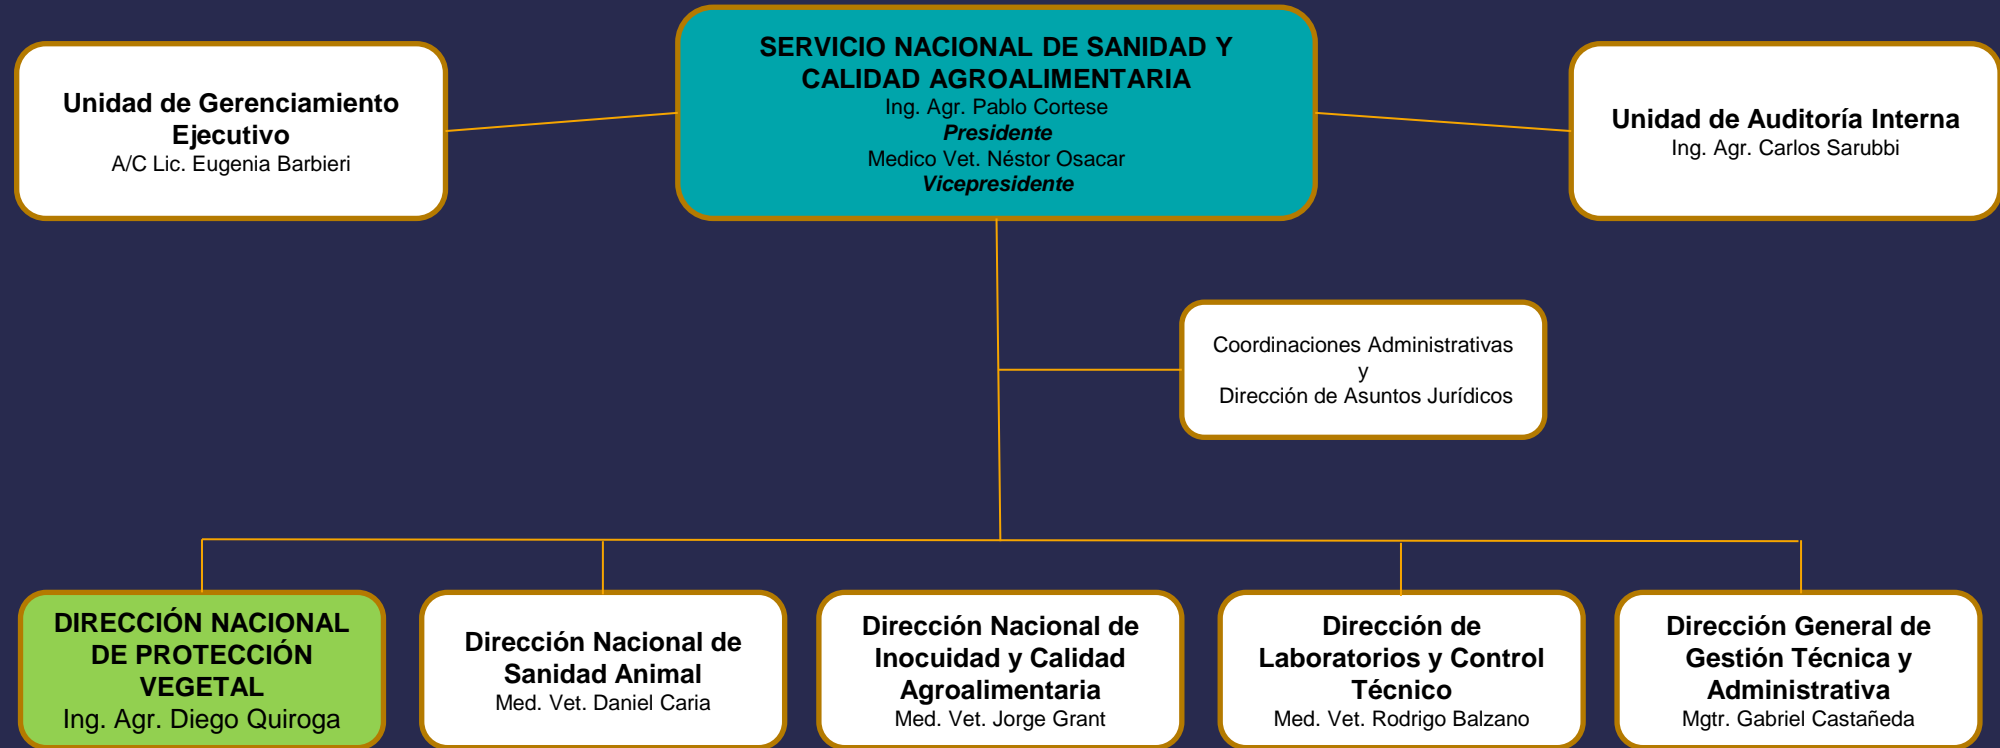 SERVICIO NACIONAL DE SANIDAD Y
CALIDAD AGROALIMENTARIA
Ing. Agr. Pablo Cortese
Presidente
Medico Vet. Néstor Osacar
Vicepresidente
Unidad de Gerenciamiento
Ejecutivo
A/C Lic. Eugenia Barbieri
Unidad de Auditoría Interna
Ing. Agr. Carlos Sarubbi
Coordinaciones Administrativas
y
Dirección de Asuntos Jurídicos
DIRECCIÓN NACIONAL
DE PROTECCIÓN
VEGETAL
Ing. Agr. Diego Quiroga
Dirección Nacional de
Sanidad Animal
Med. Vet. Daniel Caria
Dirección Nacional de
Inocuidad y Calidad
Agroalimentaria
Med. Vet. Jorge Grant
Dirección de
Laboratorios y Control
Técnico
Med. Vet. Rodrigo Balzano
Dirección General de
Gestión Técnica y
Administrativa
Mgtr. Gabriel Castañeda